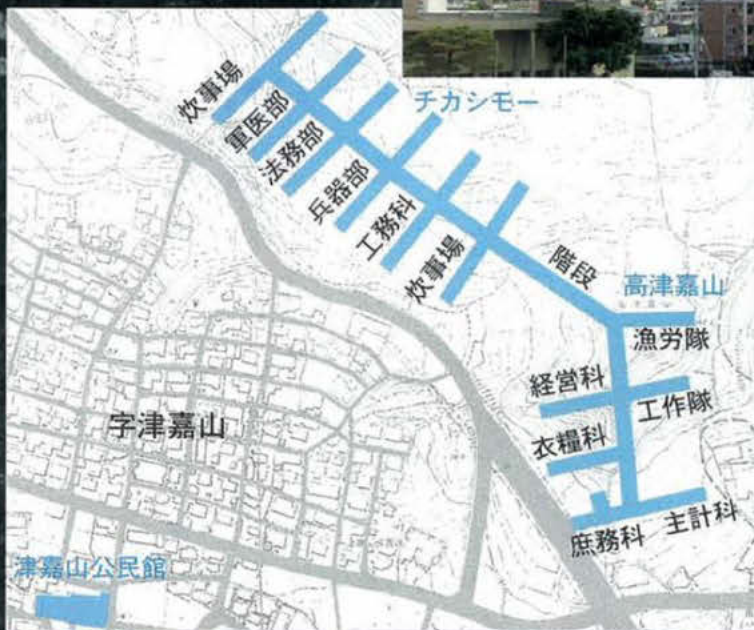 炊事場
軍医部
法務部
兵器部
工務科
炊事場
チカシモー
階段
高津嘉山
漁労隊
経営科
工作隊
衣糧科
庶務科
主計科
字津嘉山
津嘉山公民館